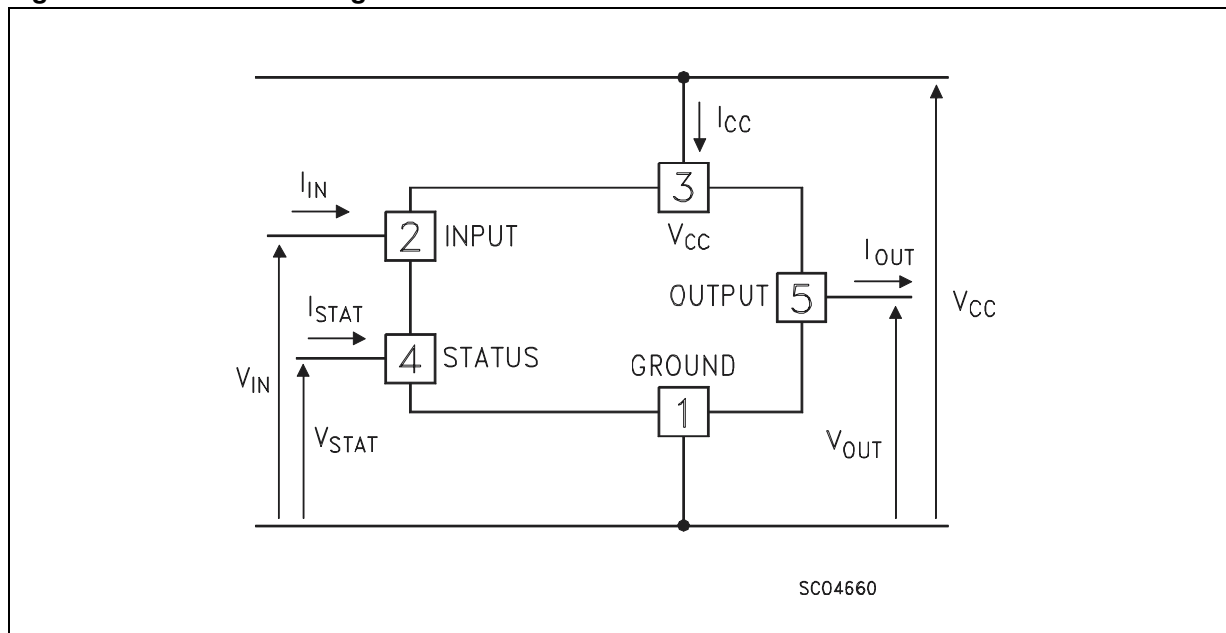 I_CC
3
V_CC
I_IN
2 INPUT
I_OUT
OUTPUT 5
V_CC
I_STAT
4 STATUS
GROUND
1
V_IN
V_STAT
V_OUT
SC04660